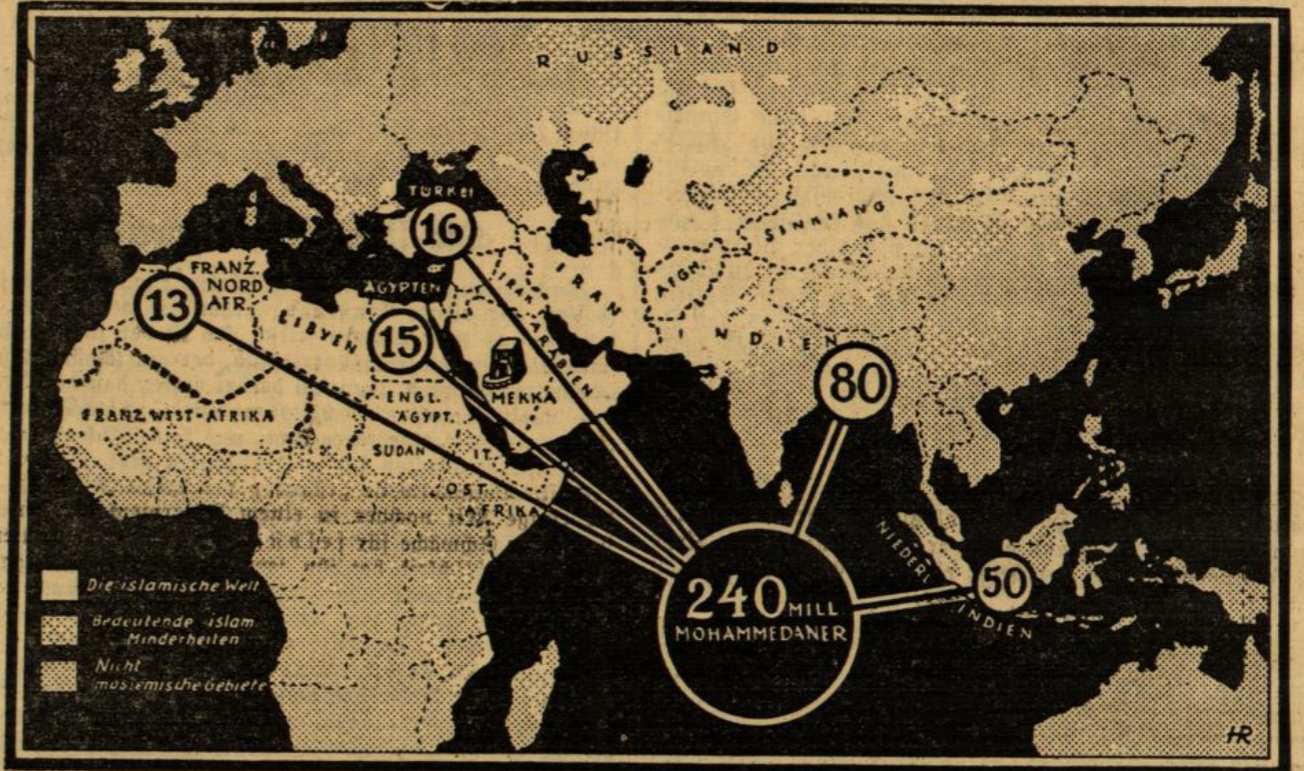 RUSSLAND
TÜRKEI
16
SINKIANG
FRANZ.
NORD
AFR.
13
ÄGYPTEN
IRAK
IRAN
AFGH.
LIBYEN
15
ARABIEN
INDIEN
80
MEKKA
ENGL.
ÄGYPT.
SUDAN
FRANZ. WEST-AFRIKA
IT.
OST
AFRIKA
NIEDERL.
INDIEN
50
240 MILL
MOHAMMEDANER
Die islamische Welt
Bedeutende islam.
Minderheiten
Nicht
moslemische Gebiete
HR